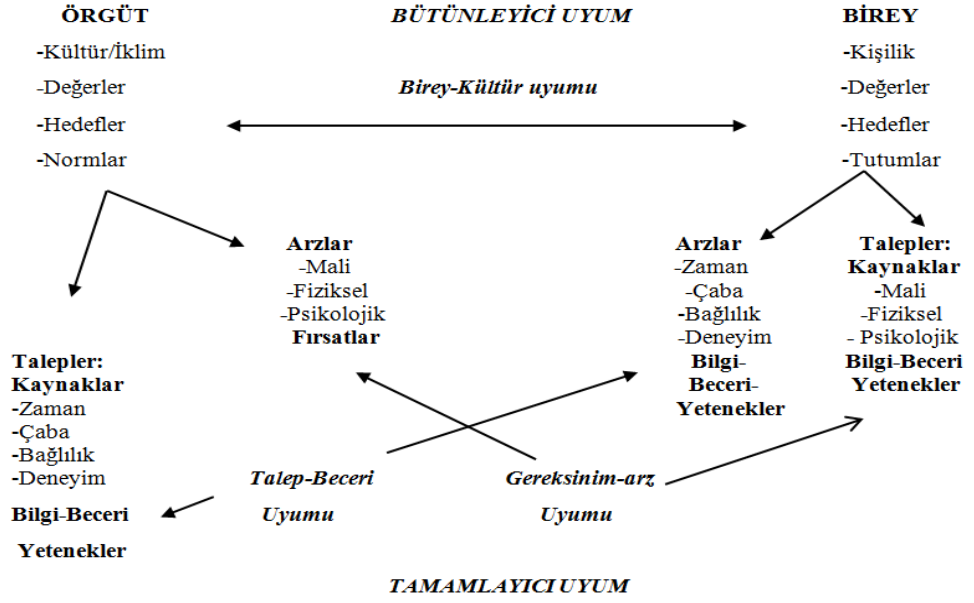 ÖRGÜT
BÜTÜNLEYİCİ UYUM
BİREY
-Kültür/İklim
-Değerler
-Hedefler
-Normlar
Birey-Kültür uyumu
-Kişilik
-Değerler
-Hedefler
-Tutumlar
Arzlar
-Mali
-Fiziksel
-Psikolojik
Fırsatlar
Arzlar
-Zaman
-Çaba
-Bağlılık
-Deneyim
Bilgi-
Beceri-
Yetenekler
Talepler:
Kaynaklar
-Mali
-Fiziksel
- Psikolojik
Bilgi-Beceri
Yetenekler
Talepler:
Kaynaklar
-Zaman
-Çaba
-Bağlılık
-Deneyim
Bilgi-Beceri
Yetenekler
Talep-Beceri
Uyumu
Gereksinim-arz
Uyumu
TAMAMLAYICI UYUM